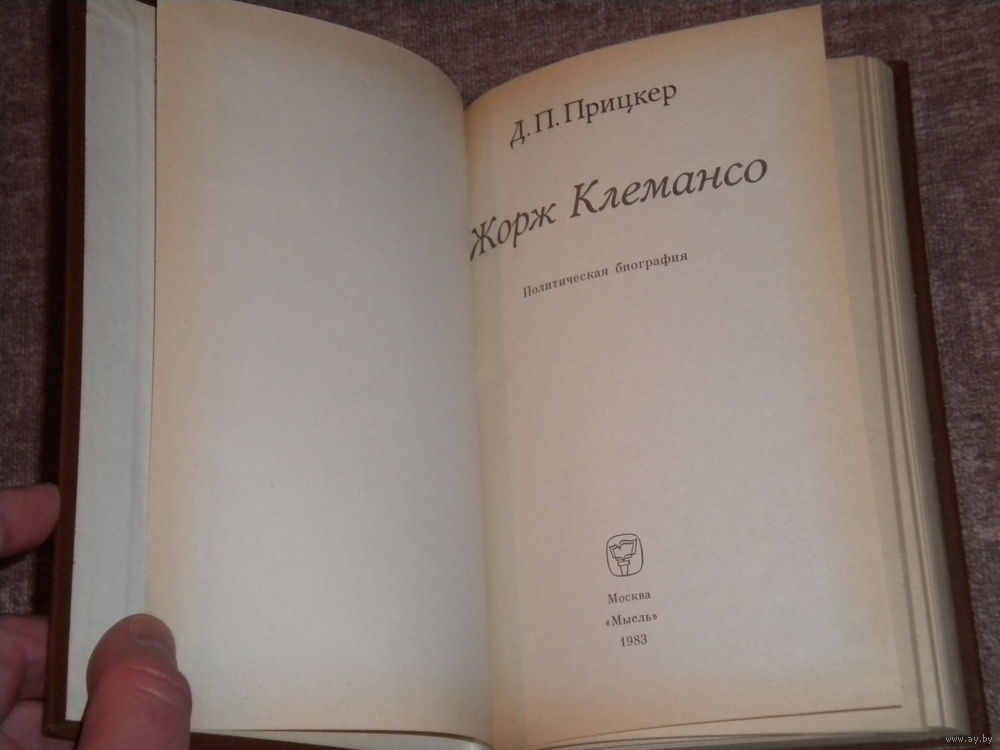 Д. П. Прицкер
Жорж Клемансо
Политическая биография
Москва
«Мысль»
1983
www.ay.by